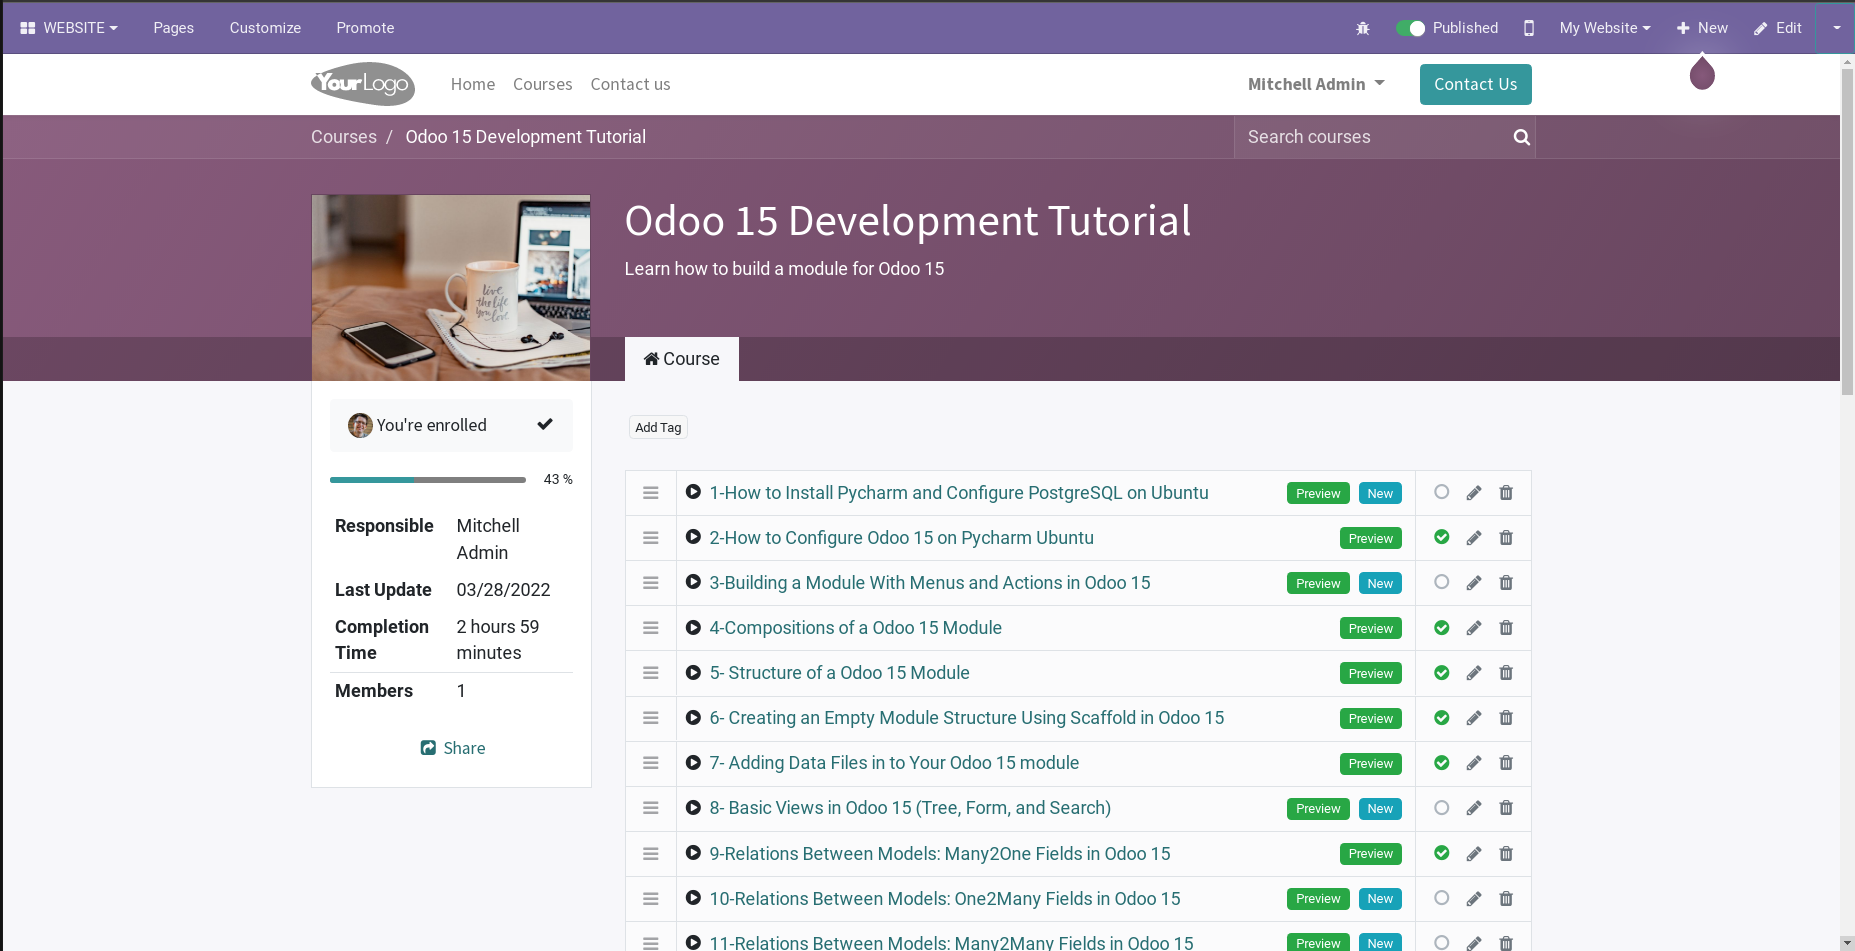 WEBSITE Pages Customize Promote Published My Website New Edit
YourLogo Home Courses Contact us Mitchell Admin Contact Us
Courses / Odoo 15 Development Tutorial Search courses
Odoo 15 Development Tutorial
Learn how to build a module for Odoo 15
live
the life
you love
Course
You're enrolled
43 %
Responsible Mitchell
Admin
Last Update 03/28/2022
Completion 2 hours 59
Time minutes
Members 1
Share
Add Tag
1-How to Install Pycharm and Configure PostgreSQL on Ubuntu Preview New
2-How to Configure Odoo 15 on Pycharm Ubuntu Preview
3-Building a Module With Menus and Actions in Odoo 15 Preview New
4-Compositions of a Odoo 15 Module Preview
5- Structure of a Odoo 15 Module Preview
6- Creating an Empty Module Structure Using Scaffold in Odoo 15 Preview
7- Adding Data Files in to Your Odoo 15 module Preview
8- Basic Views in Odoo 15 (Tree, Form, and Search) Preview New
9-Relations Between Models: Many2One Fields in Odoo 15 Preview
10-Relations Between Models: One2Many Fields in Odoo 15 Preview New
11-Relations Between Models: Many2Many Fields in Odoo 15 Preview New